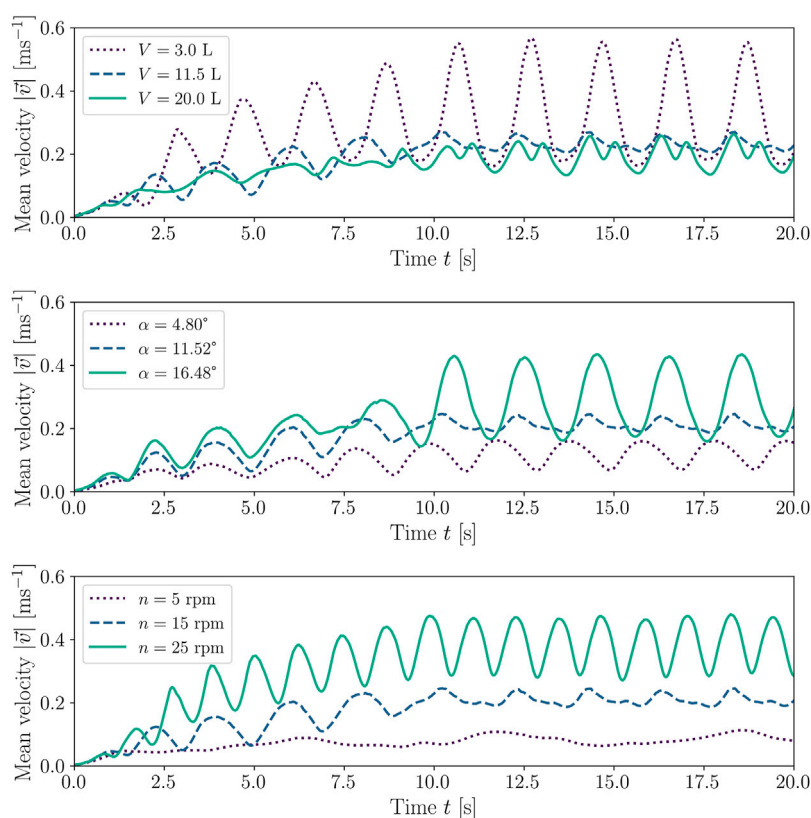 Mean velocity |v⃗| [ms⁻¹]
0.6
0.4
0.2
0.0
V = 3.0 L
V = 11.5 L
V = 20.0 L
0.0 2.5 5.0 7.5 10.0 12.5 15.0 17.5 20.0
Time t [s]
Mean velocity |v⃗| [ms⁻¹]
0.6
0.4
0.2
0.0
α = 4.80°
α = 11.52°
α = 16.48°
0.0 2.5 5.0 7.5 10.0 12.5 15.0 17.5 20.0
Time t [s]
Mean velocity |v⃗| [ms⁻¹]
0.6
0.4
0.2
0.0
n = 5 rpm
n = 15 rpm
n = 25 rpm
0.0 2.5 5.0 7.5 10.0 12.5 15.0 17.5 20.0
Time t [s]